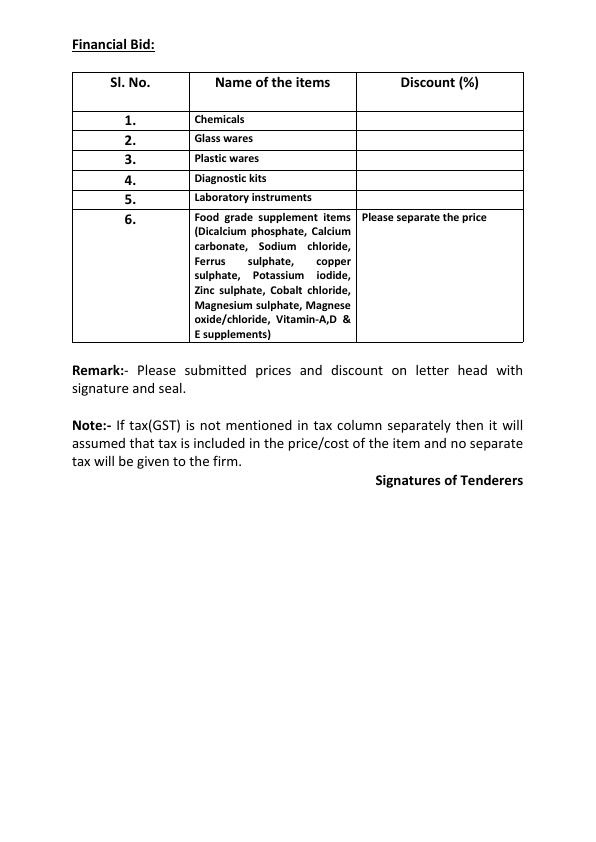 Financial Bid:
Sl. No. Name of the items Discount (%)
1. Chemicals
2. Glass wares
3. Plastic wares
4. Diagnostic kits
5. Laboratory instruments
6. Food grade supplement items Please separate the price
(Dicalcium phosphate, Calcium
carbonate, Sodium chloride,
Ferrus sulphate, copper
sulphate, Potassium iodide,
Zinc sulphate, Cobalt chloride,
Magnesium sulphate, Magnese
oxide/chloride, Vitamin-A,D &
E supplements)
Remark:- Please submitted prices and discount on letter head with
signature and seal.
Note:- If tax(GST) is not mentioned in tax column separately then it will
assumed that tax is included in the price/cost of the item and no separate
tax will be given to the firm.
Signatures of Tenderers